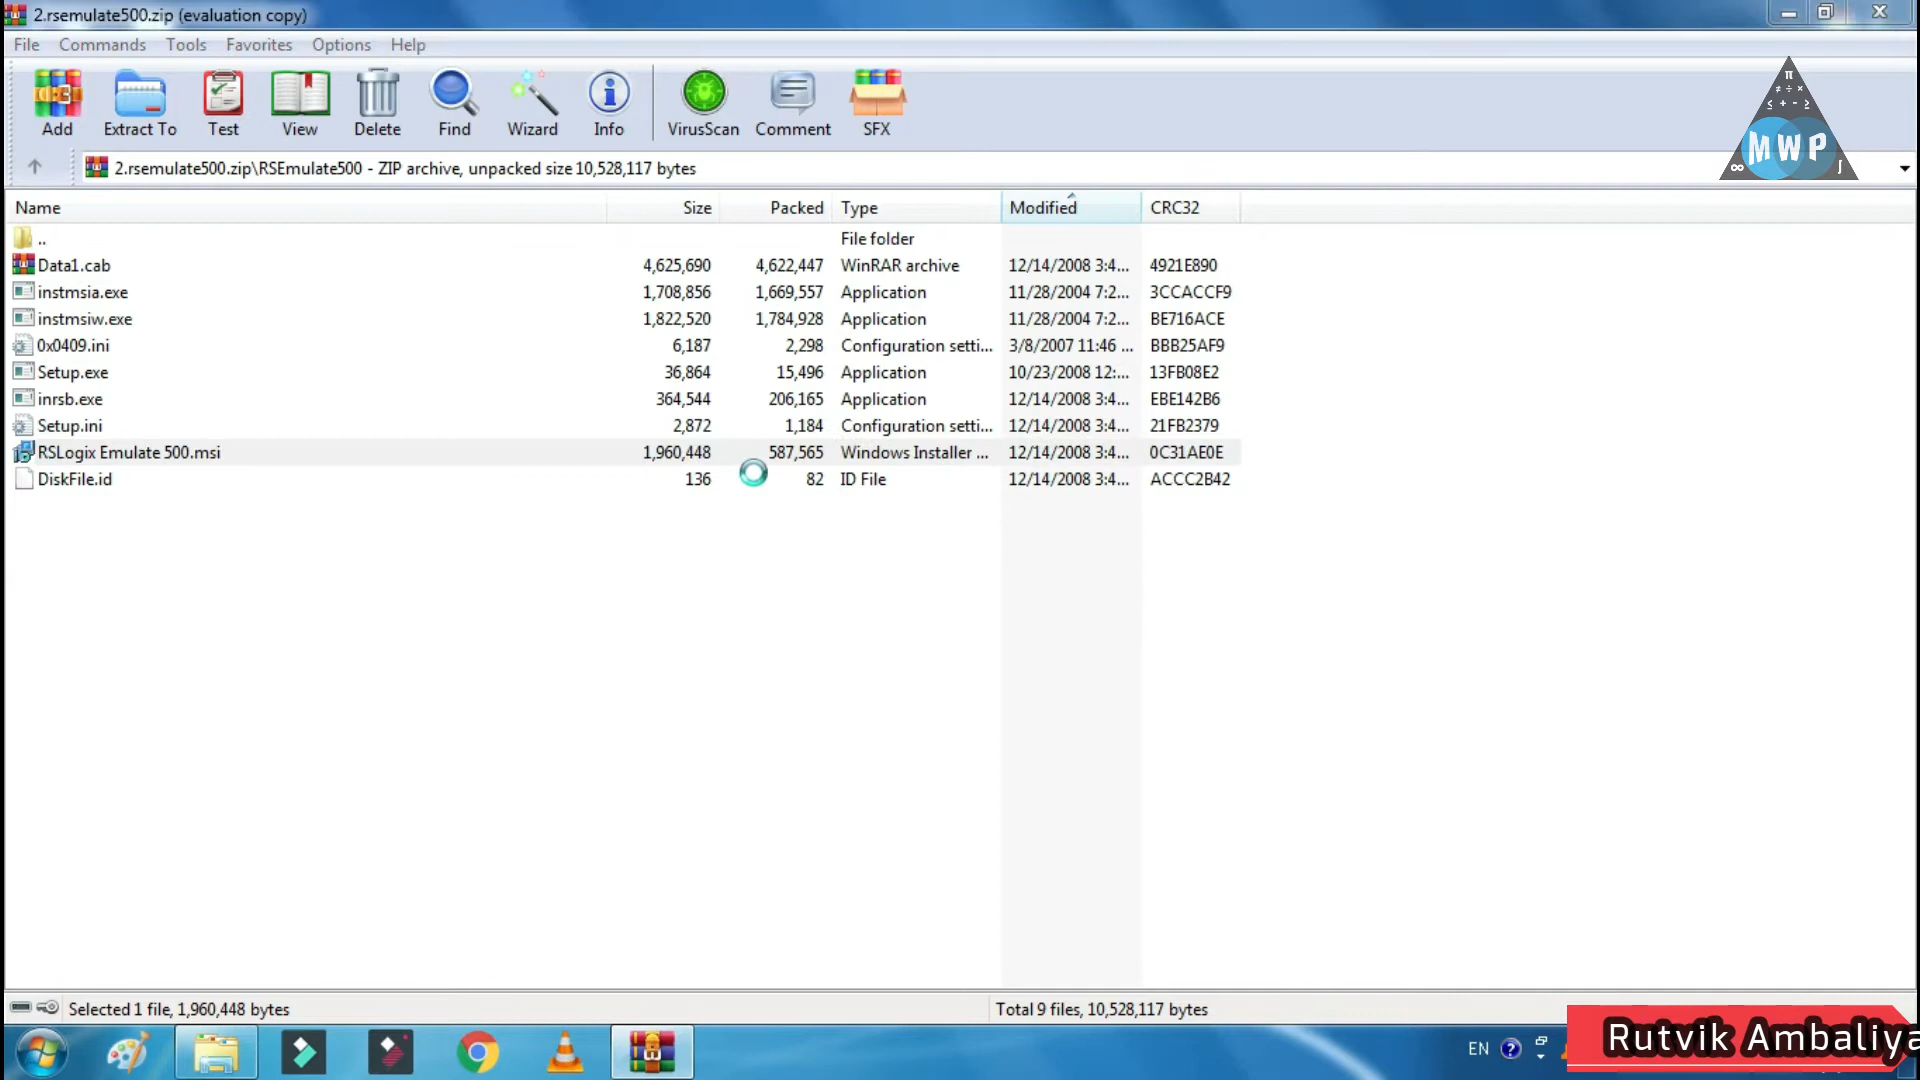 2.rsemulate500.zip (evaluation copy)
File Commands Tools Favorites Options Help
Add Extract To Test View Delete Find Wizard Info VirusScan Comment SFX
π
≠ ÷ ×
≤ + - ≥
MWP
∞ ∫
2.rsemulate500.zip\RSEmulate500 - ZIP archive, unpacked size 10,528,117 bytes
Name Size Packed Type Modified CRC32
.. File folder
Data1.cab 4,625,690 4,622,447 WinRAR archive 12/14/2008 3:4... 4921E890
instmsia.exe 1,708,856 1,669,557 Application 11/28/2004 7:2... 3CCACCF9
instmsiw.exe 1,822,520 1,784,928 Application 11/28/2004 7:2... BE716ACE
0x0409.ini 6,187 2,298 Configuration setti... 3/8/2007 11:46 ... BBB25AF9
Setup.exe 36,864 15,496 Application 10/23/2008 12:... 13FB08E2
inrsb.exe 364,544 206,165 Application 12/14/2008 3:4... EBE142B6
Setup.ini 2,872 1,184 Configuration setti... 12/14/2008 3:4... 21FB2379
RSLogix Emulate 500.msi 1,960,448 587,565 Windows Installer ... 12/14/2008 3:4... 0C31AE0E
DiskFile.id 136 82 ID File 12/14/2008 3:4... ACCC2B42
Selected 1 file, 1,960,448 bytes Total 9 files, 10,528,117 bytes
EN
Rutvik Ambaliya